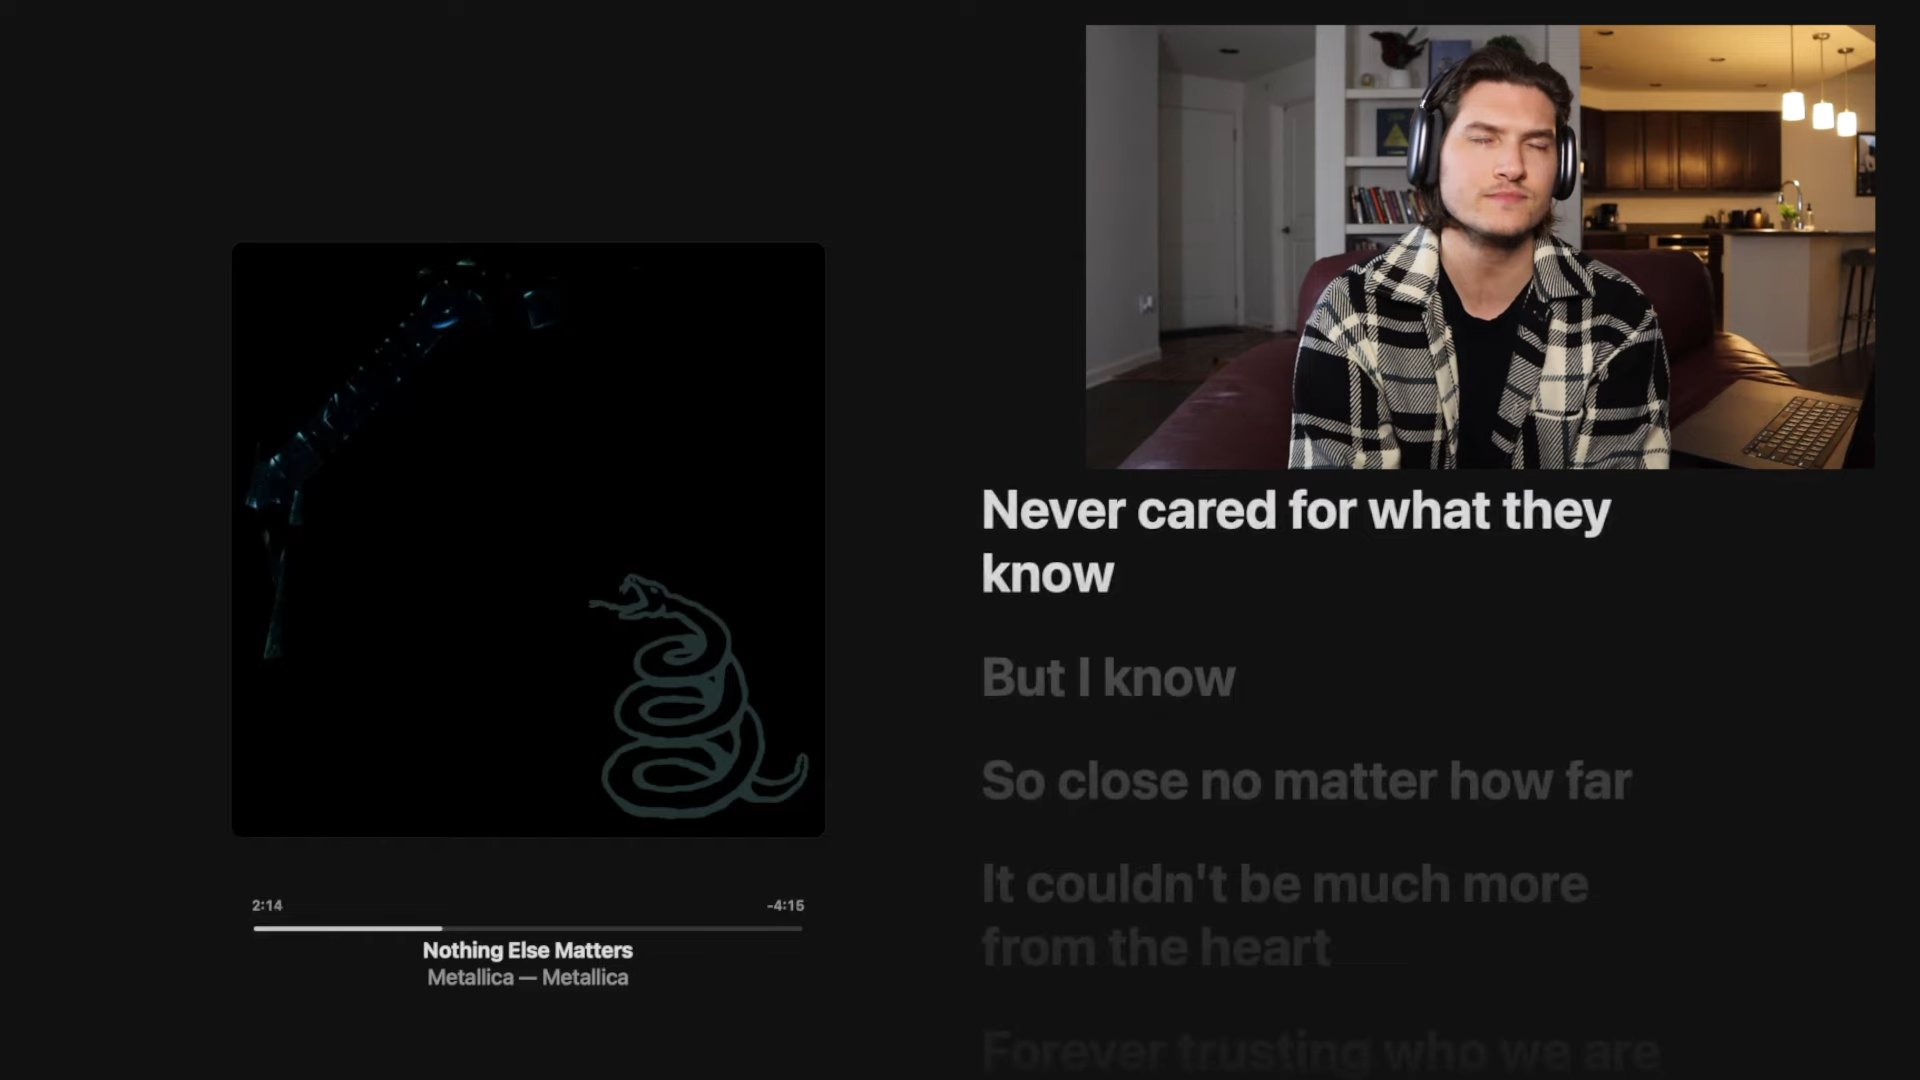 Never cared for what they
know
But I know
So close no matter how far
It couldn't be much more
from the heart
Forever trusting who we are
2:14
-4:15
Nothing Else Matters
Metallica — Metallica